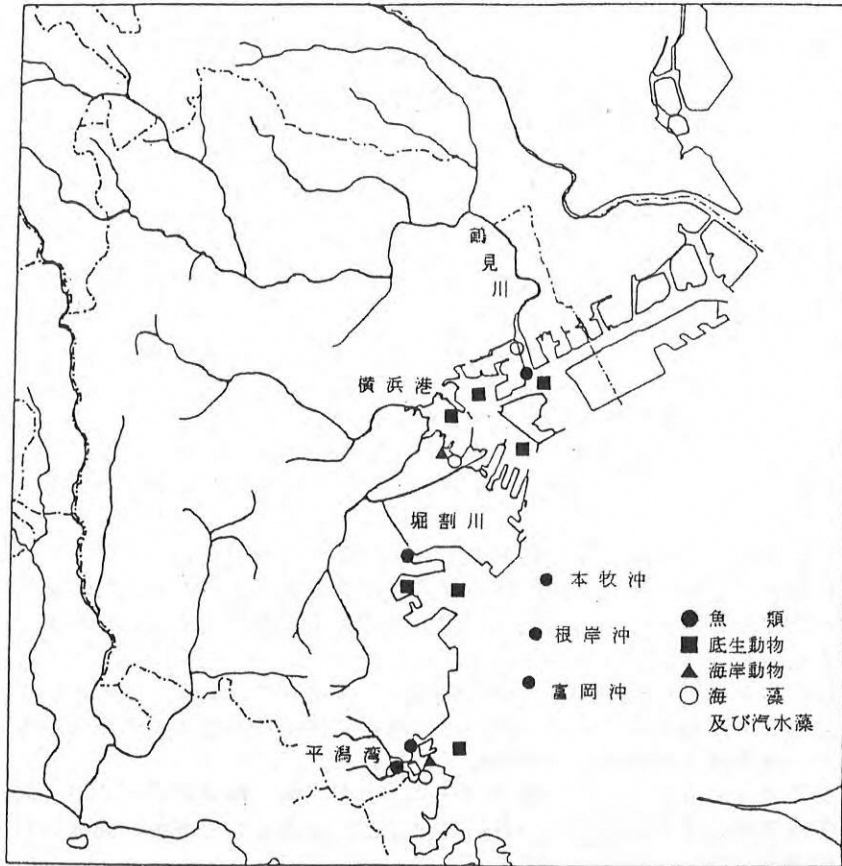 鶴見川
横浜港
堀割川
本牧沖
根岸沖
富岡沖
平潟湾
魚類
底生動物
海岸動物
海藻
及び汽水藻